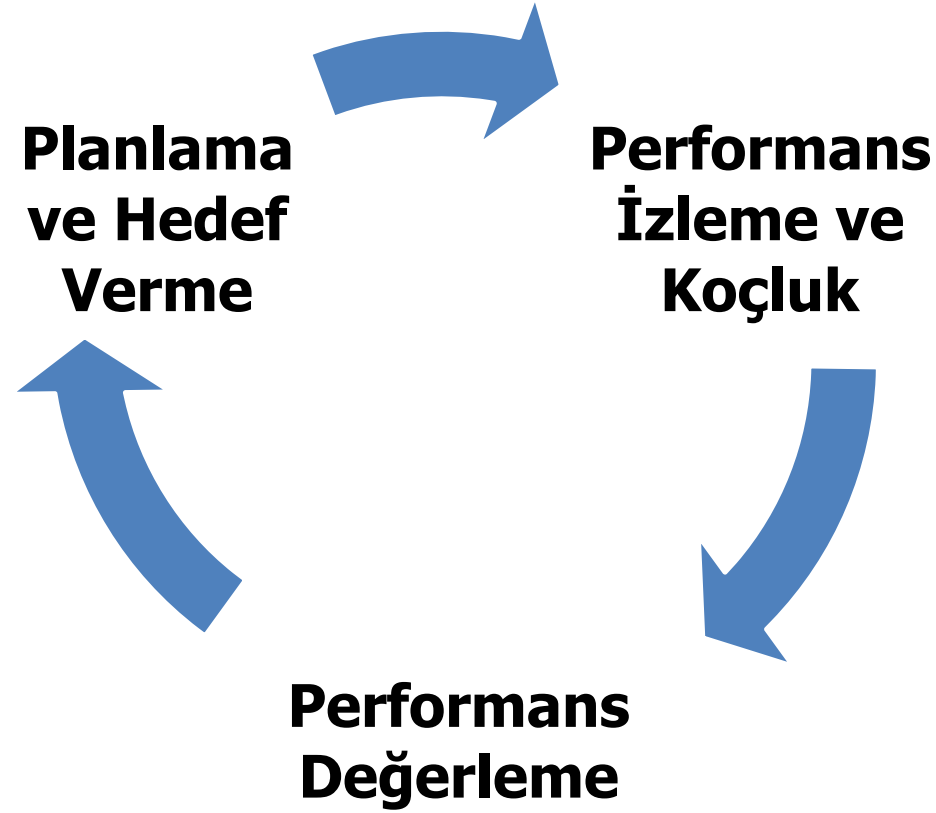 Planlama
ve Hedef
Verme
Performans
İzleme ve
Koçluk
Performans
Değerleme